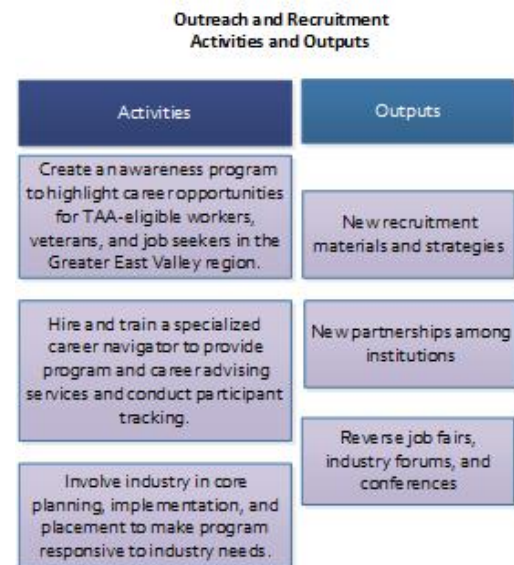 Outreach and Recruitment
Activities and Outputs
Activities
Create an awareness program
to highlight career opportunities
for TAA-eligible workers,
veterans, and job seekers in the
Greater East Valley region.
Hire and train a specialized
career navigator to provide
program and career advising
services and conduct participant
tracking.
Involve industry in core
planning, implementation, and
placement to make program
responsive to industry needs.
Outputs
New recruitment
materials and strategies
New partnerships among
institutions
Reverse job fairs,
industry forums, and
conferences